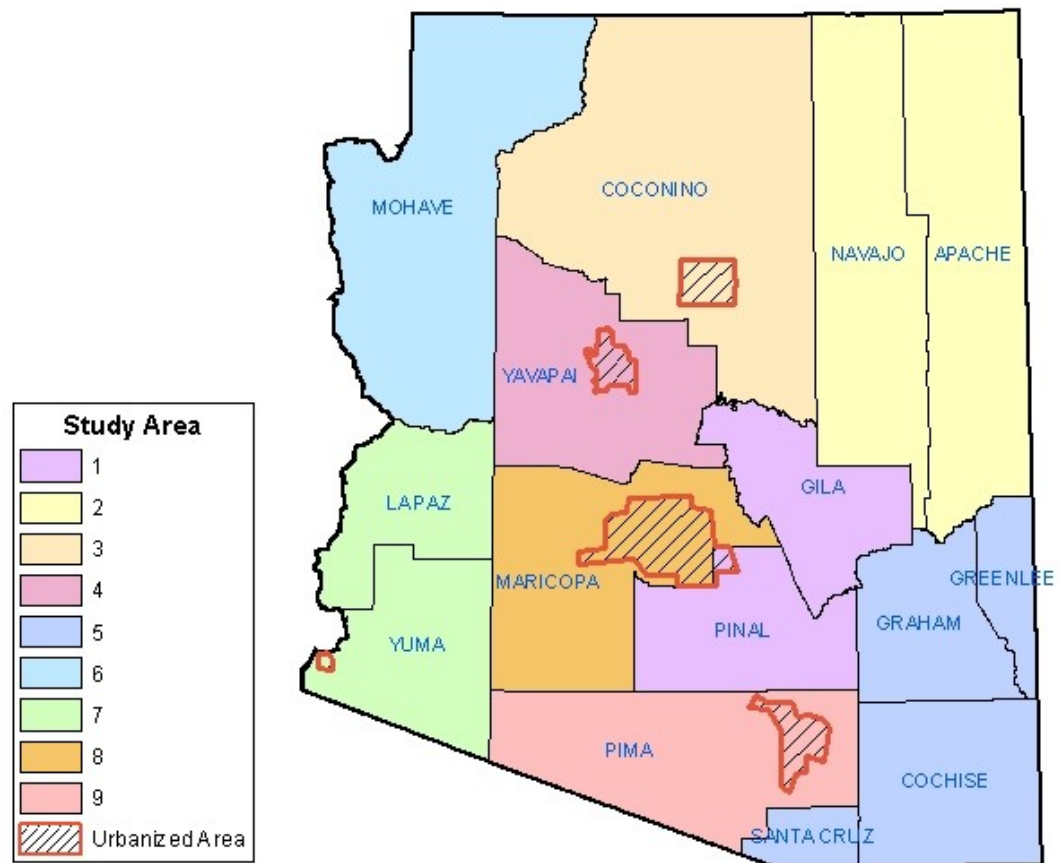 COCONINO
MOHAVE
NAVAJO
APACHE
YAVAPAI
Study Area
1
2
3
4
5
6
7
8
9
Urbanized Area
GILA
LAPAZ
MARICOPA
GREENLEE
GRAHAM
PINAL
YUMA
PIMA
COCHISE
SANTA CRUZ